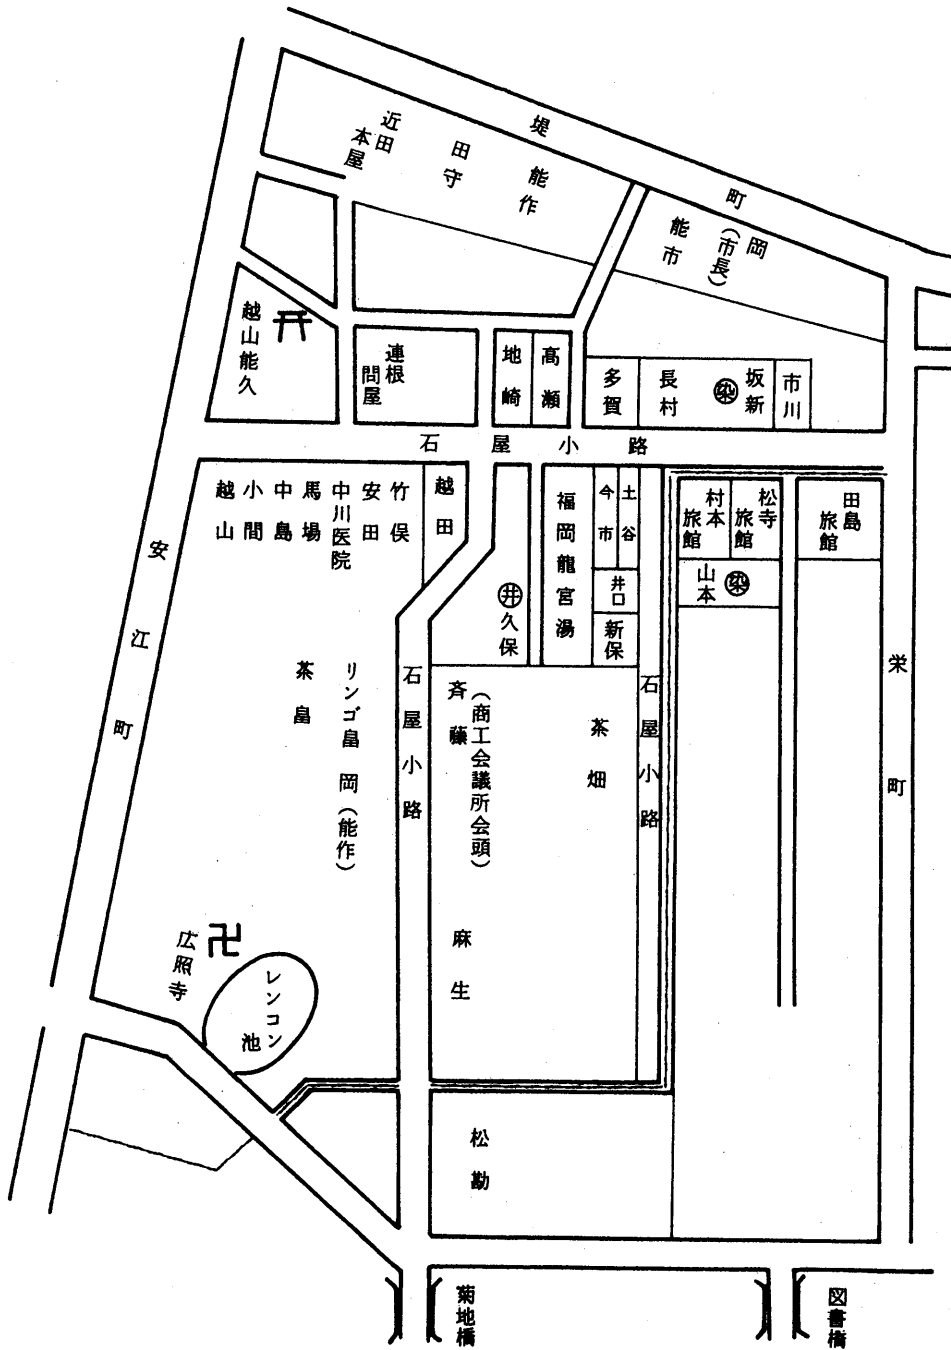 堤町
近田
本屋
田守
能作
岡
(市長)
能市
越山能久
蓮根
問屋
地崎
高瀬
多賀
長村
坂新
染
市川
石屋小路
越山
小間
中島
馬場
中川医院
安田
竹俣
越田
井
久保
福岡龍宮湯
今市
土谷
井口
新保
村本
旅館
松寺
旅館
山本
染
田島
旅館
安江町
茶畠
リンゴ畠
岡(能作)
石屋小路
斉藤
(商工会議所会頭)
茶畑
石屋小路
栄町
麻生
広照寺
卍
レンコン
池
松勘
菊地橋
図書橋